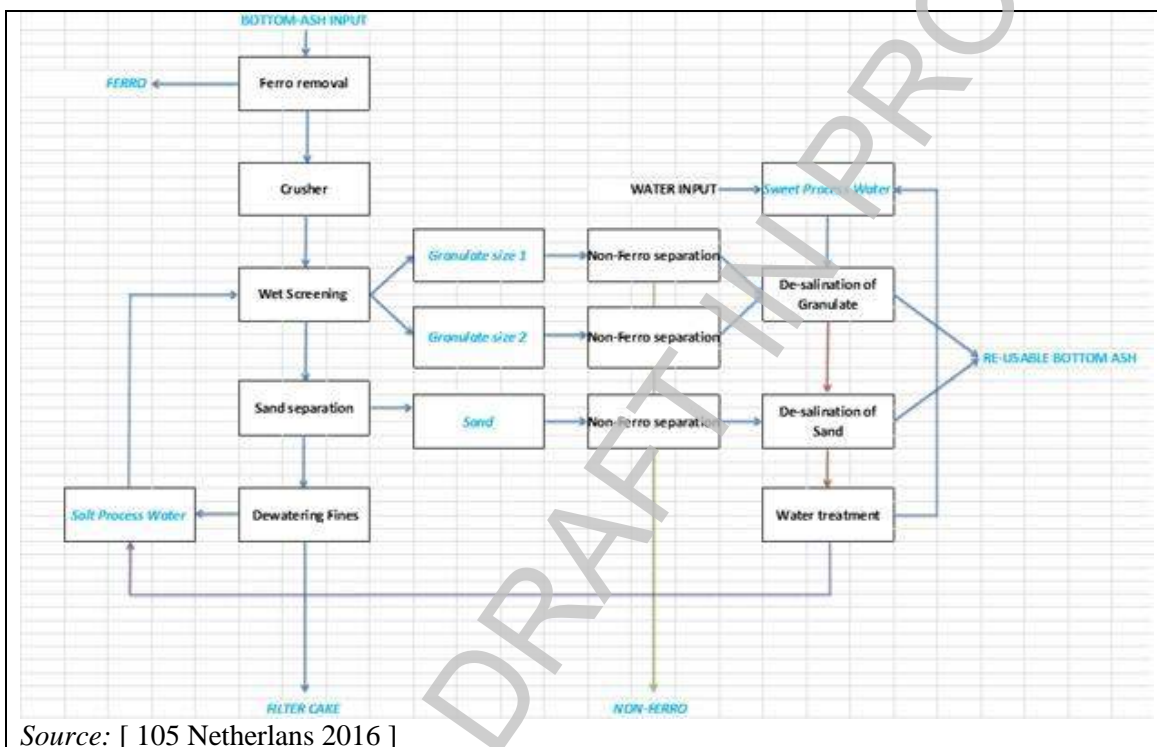 BOTTOM-ASH INPUT
FERRO
Ferro removal
Crusher
WATER INPUT
Sweet Process Water
Granulate size 1
Non-Ferro separation
Wet Screening
De-salination of
Granulate
Granulate size 2
Non-Ferro separation
RE-USABLE BOTTOM ASH
Sand separation
Sand
Non-Ferro separation
De-salination of
Sand
Salt Process Water
Dewatering Fines
Water treatment
FILTER CAKE
NON-FERRO
Source: [ 105 Netherlans 2016 ]
DRAFT IN PRO